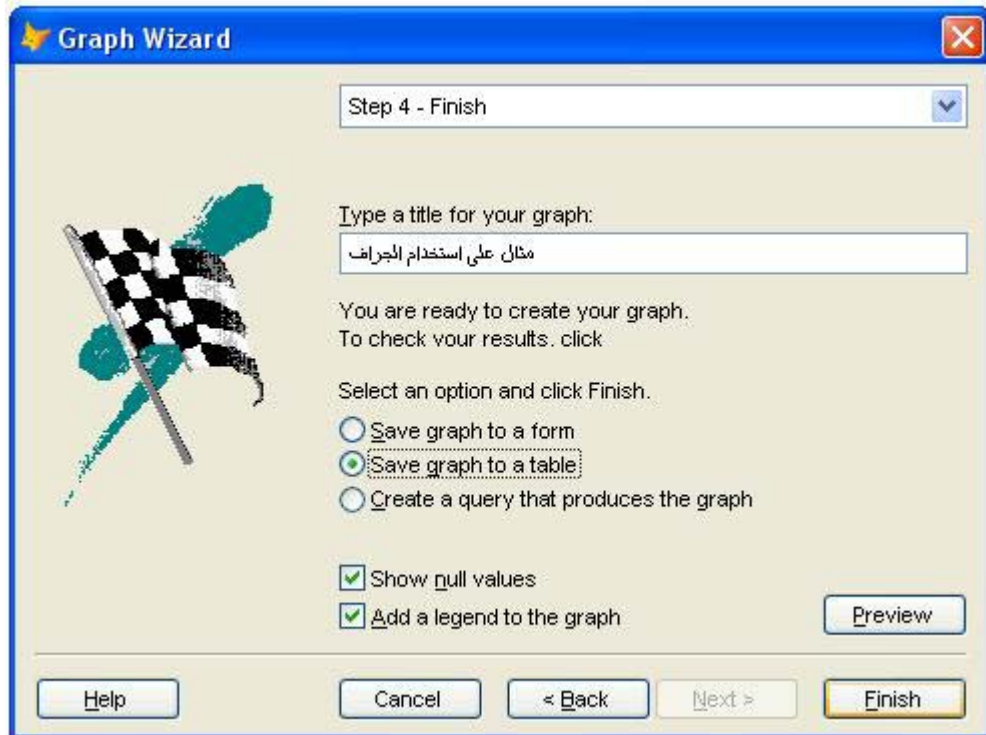 Graph Wizard
Step 4 - Finish
Type a title for your graph:
مثال على استخدام الجراف
You are ready to create your graph.
To check your results. click
Select an option and click Finish.
Save graph to a form
Save graph to a table
Create a query that produces the graph
Show null values
Add a legend to the graph
Preview
Help
Cancel
< Back
Next >
Finish